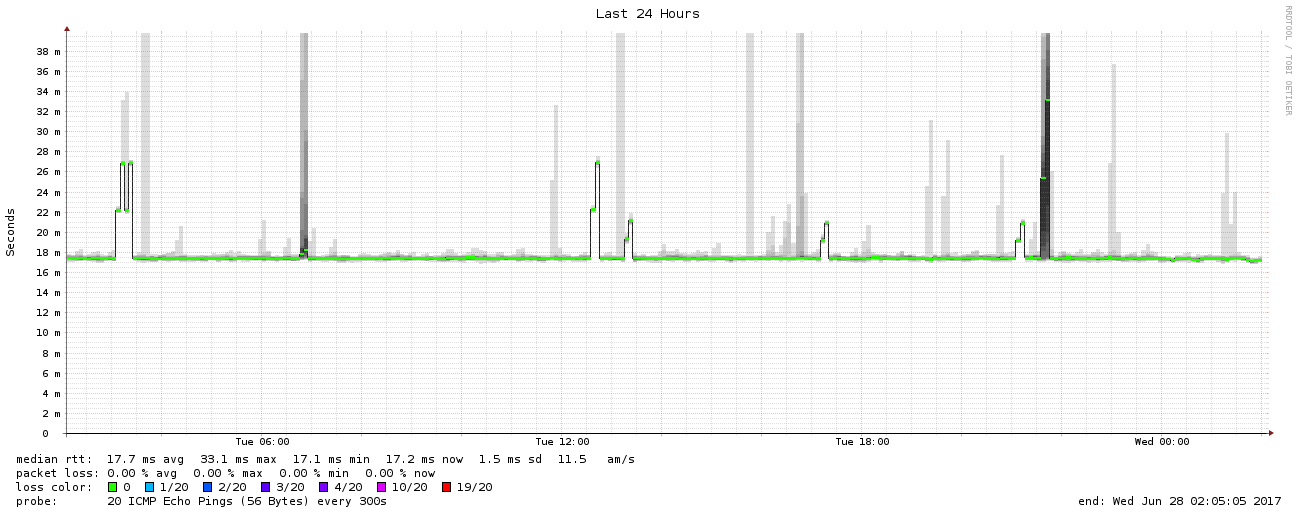 Last 24 Hours
RRDTOOL / TOBI OETIKER
Seconds
38 m
36 m
34 m
32 m
30 m
28 m
26 m
24 m
22 m
20 m
18 m
16 m
14 m
12 m
10 m
8 m
6 m
4 m
2 m
0
Tue 06:00 Tue 12:00 Tue 18:00 Wed 00:00
median rtt: 17.7 ms avg 33.1 ms max 17.1 ms min 17.2 ms now 1.5 ms sd 11.5 am/s
packet loss: 0.00 % avg 0.00 % max 0.00 % min 0.00 % now
loss color: 0 1/20 2/20 3/20 4/20 10/20 19/20
probe: 20 ICMP Echo Pings (56 Bytes) every 300s end: Wed Jun 28 02:05:05 2017